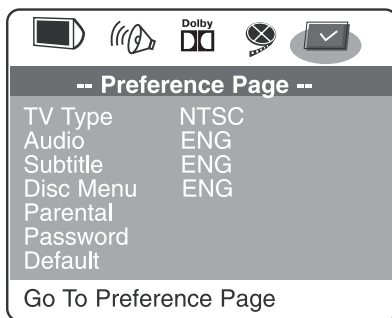 Dolby
-- Preference Page --
TV Type NTSC
Audio ENG
Subtitle ENG
Disc Menu ENG
Parental
Password
Default
Go To Preference Page